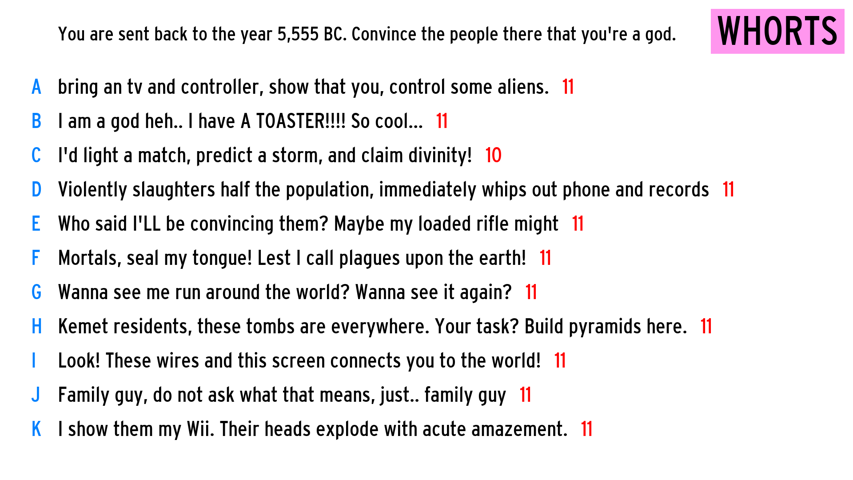 You are sent back to the year 5,555 BC. Convince the people there that you're a god.
WHORTS
A bring an tv and controller, show that you, control some aliens. 11
B I am a god heh.. I have A TOASTER!!!! So cool... 11
C I'd light a match, predict a storm, and claim divinity! 10
D Violently slaughters half the population, immediately whips out phone and records 11
E Who said I'LL be convincing them? Maybe my loaded rifle might 11
F Mortals, seal my tongue! Lest I call plagues upon the earth! 11
G Wanna see me run around the world? Wanna see it again? 11
H Kemet residents, these tombs are everywhere. Your task? Build pyramids here. 11
I Look! These wires and this screen connects you to the world! 11
J Family guy, do not ask what that means, just.. family guy 11
K I show them my Wii. Their heads explode with acute amazement. 11